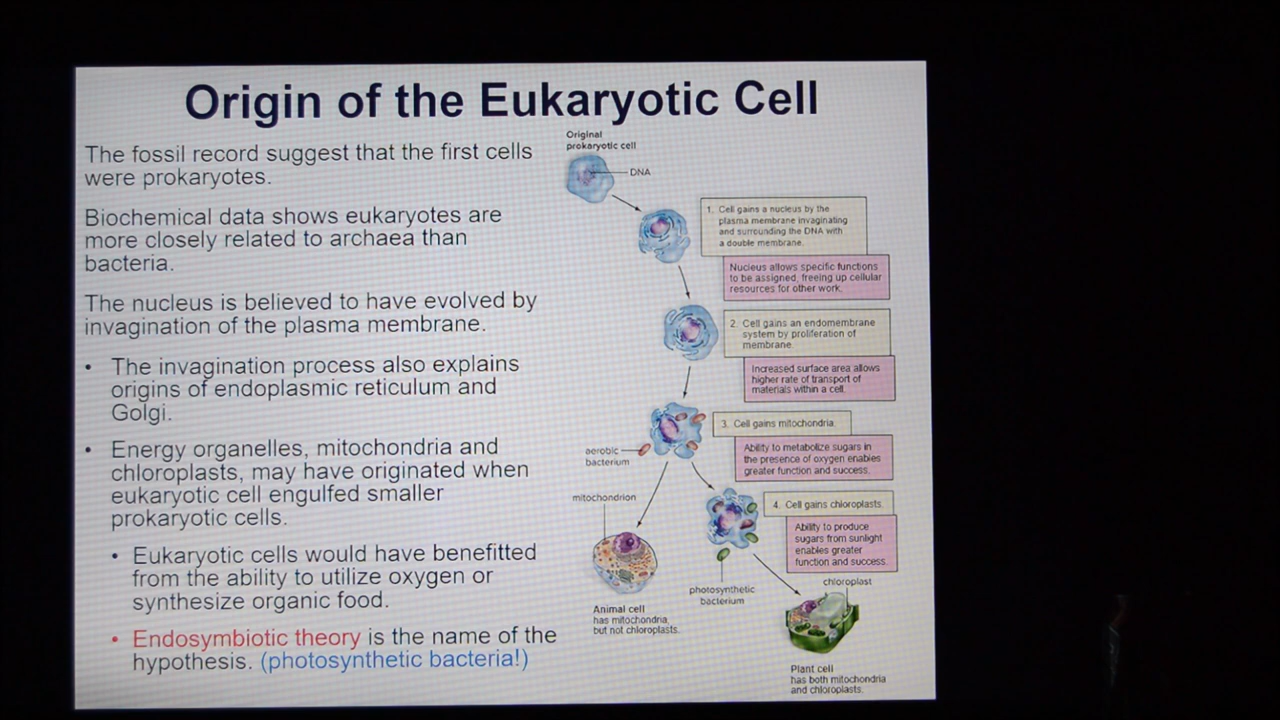 Origin of the Eukaryotic Cell
The fossil record suggest that the first cells
were prokaryotes.
Biochemical data shows eukaryotes are
more closely related to archaea than
bacteria.
The nucleus is believed to have evolved by
invagination of the plasma membrane.
• The invagination process also explains
origins of endoplasmic reticulum and
Golgi.
• Energy organelles, mitochondria and
chloroplasts, may have originated when
eukaryotic cell engulfed smaller
prokaryotic cells.
• Eukaryotic cells would have benefitted
from the ability to utilize oxygen or
synthesize organic food.
• Endosymbiotic theory is the name of the
hypothesis. (photosynthetic bacteria!)
Original
prokaryotic cell
DNA
1. Cell gains a nucleus by the
plasma membrane invaginating
and surrounding the DNA with
a double membrane.
Nucleus allows specific functions
to be assigned, freeing up cellular
resources for other work.
2. Cell gains an endomembrane
system by proliferation of
membrane.
Increased surface area allows
higher rate of transport of
materials within a cell.
3. Cell gains mitochondria.
Ability to metabolize sugars in
the presence of oxygen enables
greater function and success.
aerobic
bacterium
mitochondrion
4. Cell gains chloroplasts.
Ability to produce
sugars from sunlight
enables greater
function and success.
chloroplast
photosynthetic
bacterium
Animal cell
has mitochondria,
but not chloroplasts.
Plant cell
has both mitochondria
and chloroplasts.